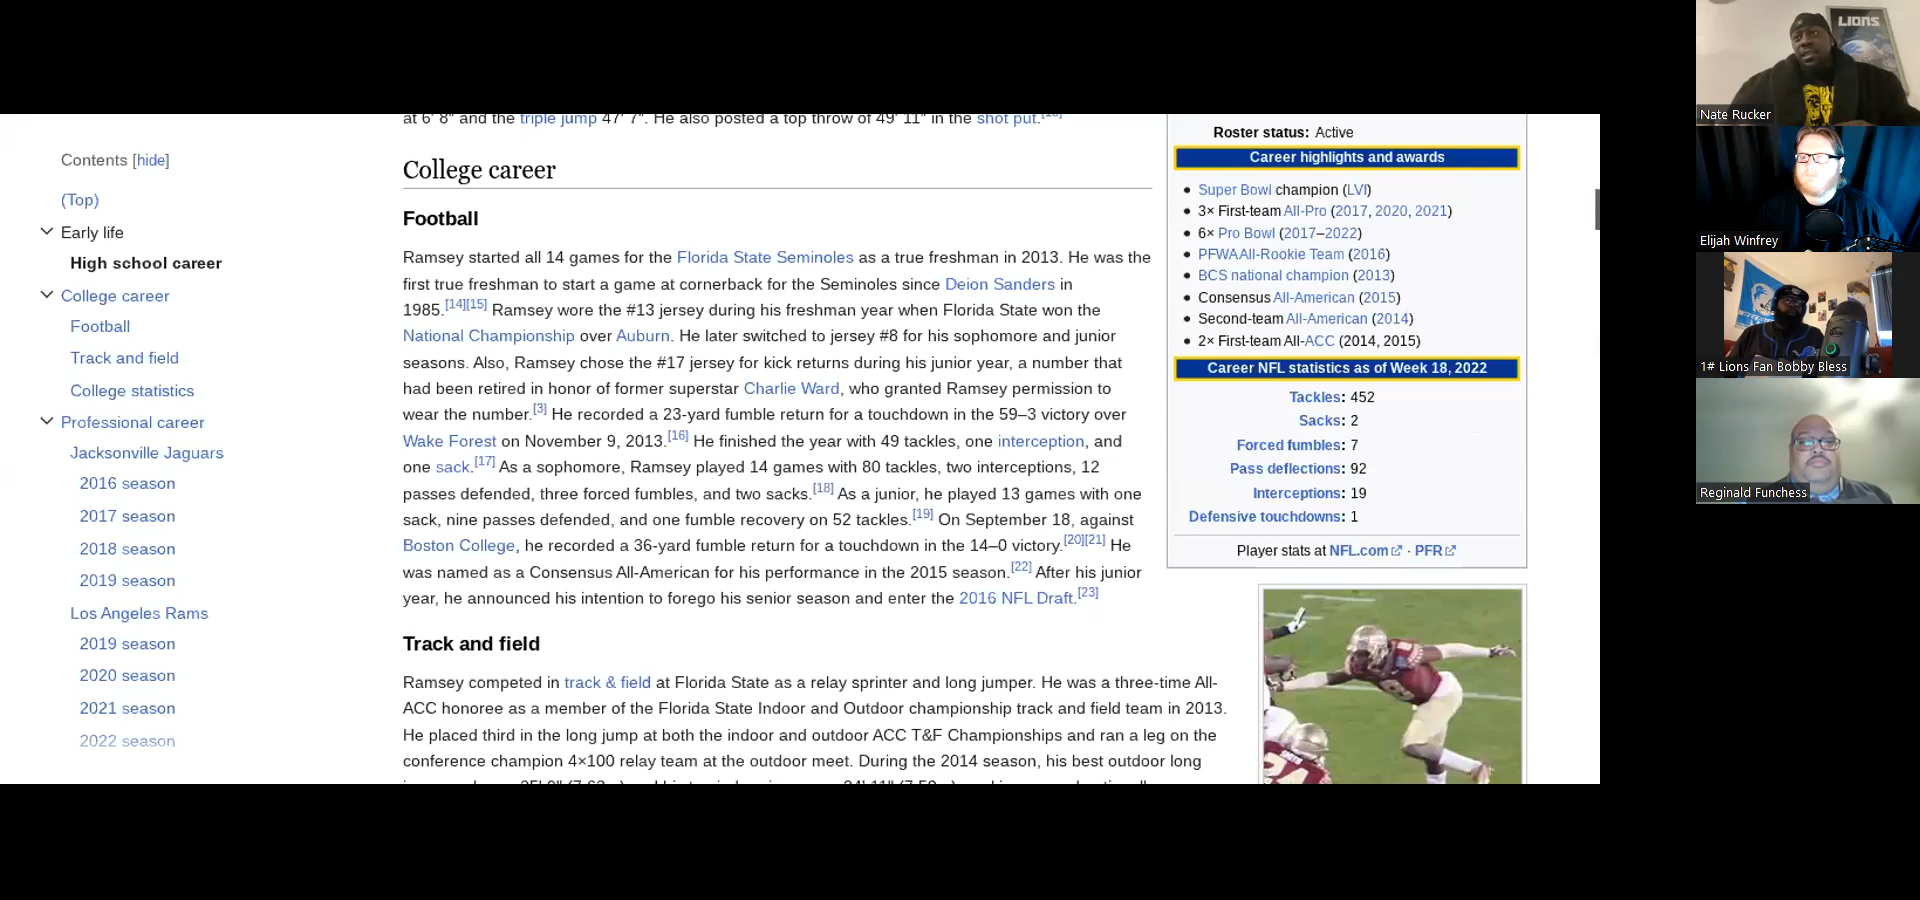 at 6' 8" and the triple jump 47' 7". He also posted a top throw of 49' 11" in the shot put.
Contents [hide]
(Top)
Early life
High school career
College career
Football
Track and field
College statistics
Professional career
Jacksonville Jaguars
2016 season
2017 season
2018 season
2019 season
Los Angeles Rams
2019 season
2020 season
2021 season
2022 season
College career
Football
Ramsey started all 14 games for the Florida State Seminoles as a true freshman in 2013. He was the
first true freshman to start a game at cornerback for the Seminoles since Deion Sanders in
1985.[14][15] Ramsey wore the #13 jersey during his freshman year when Florida State won the
National Championship over Auburn. He later switched to jersey #8 for his sophomore and junior
seasons. Also, Ramsey chose the #17 jersey for kick returns during his junior year, a number that
had been retired in honor of former superstar Charlie Ward, who granted Ramsey permission to
wear the number.[3] He recorded a 23-yard fumble return for a touchdown in the 59–3 victory over
Wake Forest on November 9, 2013.[16] He finished the year with 49 tackles, one interception, and
one sack.[17] As a sophomore, Ramsey played 14 games with 80 tackles, two interceptions, 12
passes defended, three forced fumbles, and two sacks.[18] As a junior, he played 13 games with one
sack, nine passes defended, and one fumble recovery on 52 tackles.[19] On September 18, against
Boston College, he recorded a 36-yard fumble return for a touchdown in the 14–0 victory.[20][21] He
was named as a Consensus All-American for his performance in the 2015 season.[22] After his junior
year, he announced his intention to forego his senior season and enter the 2016 NFL Draft.[23]
Track and field
Ramsey competed in track & field at Florida State as a relay sprinter and long jumper. He was a three-time All-
ACC honoree as a member of the Florida State Indoor and Outdoor championship track and field team in 2013.
He placed third in the long jump at both the indoor and outdoor ACC T&F Championships and ran a leg on the
conference champion 4×100 relay team at the outdoor meet. During the 2014 season, his best outdoor long
Roster status: Active
Career highlights and awards
• Super Bowl champion (LVI)
• 3× First-team All-Pro (2017, 2020, 2021)
• 6× Pro Bowl (2017–2022)
• PFWA All-Rookie Team (2016)
• BCS national champion (2013)
• Consensus All-American (2015)
• Second-team All-American (2014)
• 2× First-team All-ACC (2014, 2015)
Career NFL statistics as of Week 18, 2022
Tackles: 452
Sacks: 2
Forced fumbles: 7
Pass deflections: 92
Interceptions: 19
Defensive touchdowns: 1
Player stats at NFL.com · PFR
LIONS
Nate Rucker
Elijah Winfrey
1# Lions Fan Bobby Bless
Reginald Funchess